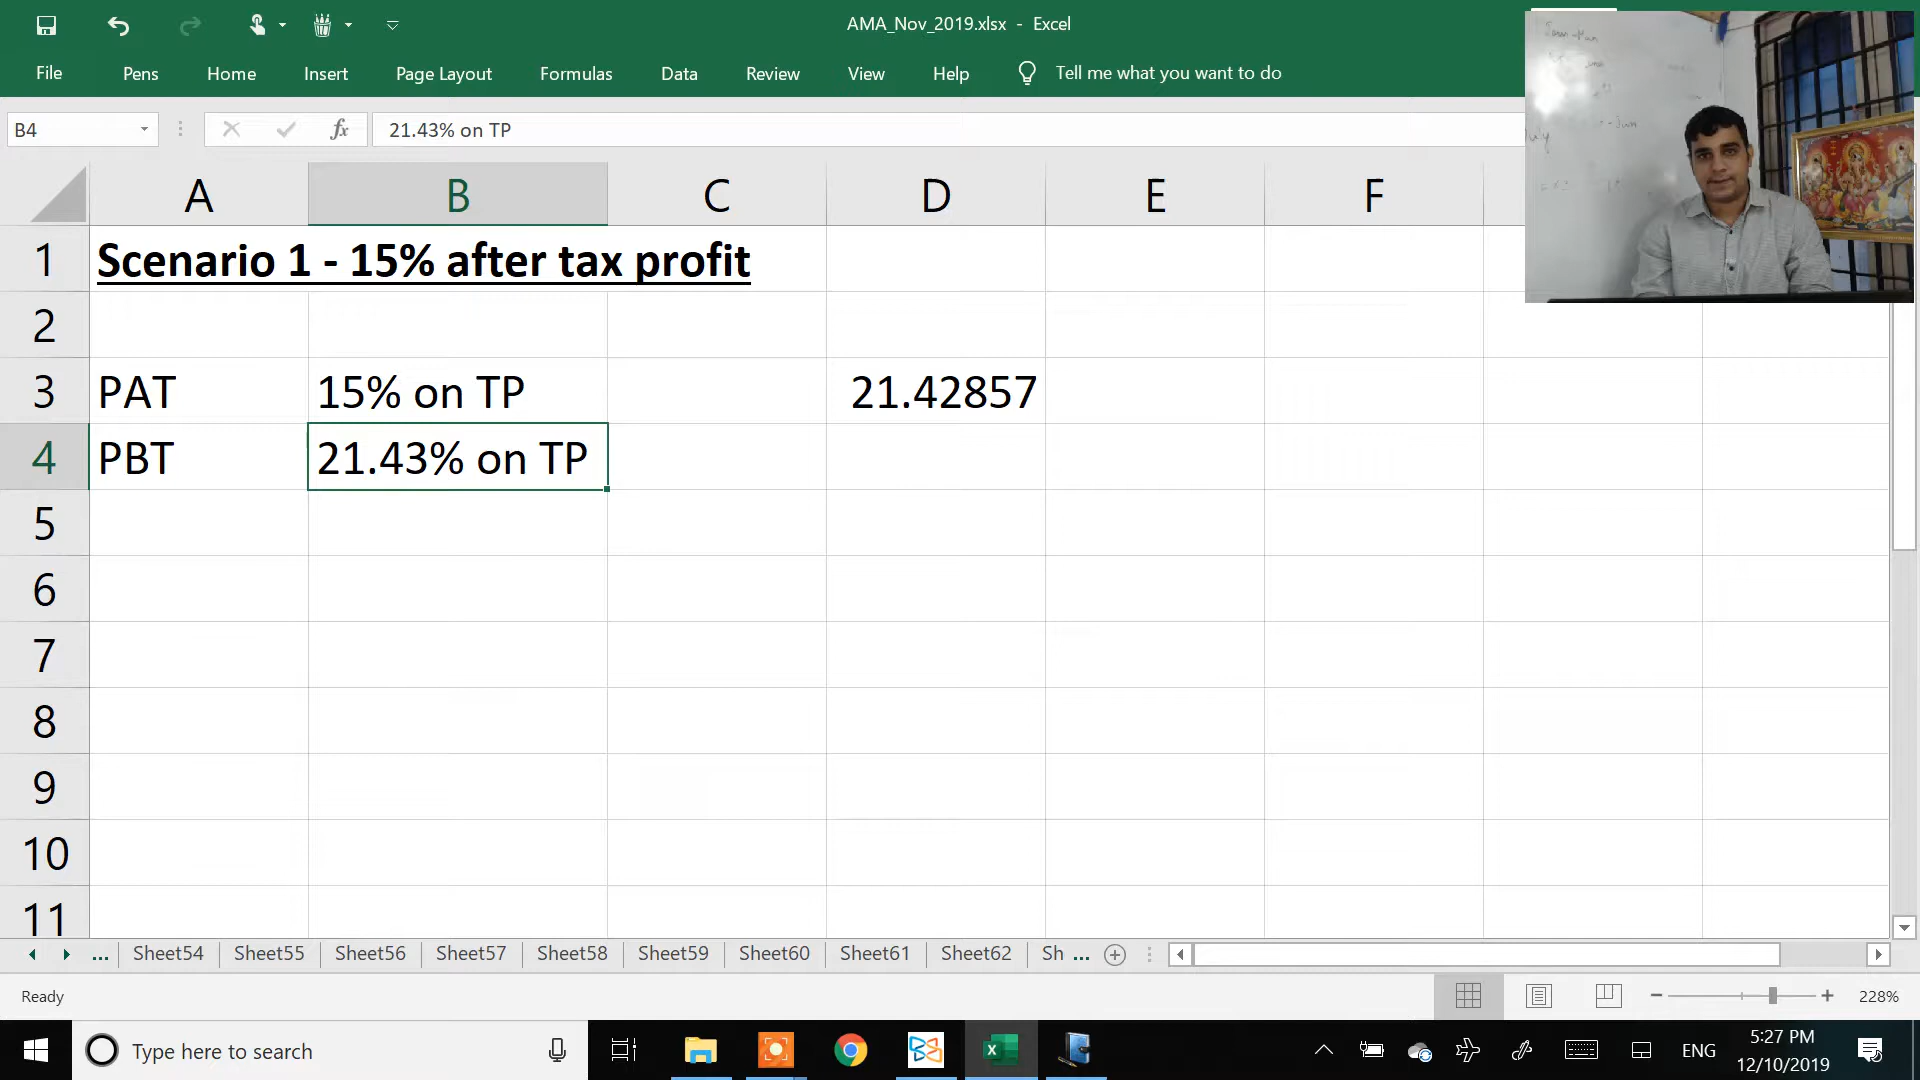 AMA_Nov_2019.xlsx - Excel
File Pens Home Insert Page Layout Formulas Data Review View Help Tell me what you want to do
B4 fx 21.43% on TP
A B C D E F
1 Scenario 1 - 15% after tax profit
2
3 PAT 15% on TP 21.42857
4 PBT 21.43% on TP
5
6
7
8
9
10
11
... Sheet54 Sheet55 Sheet56 Sheet57 Sheet58 Sheet59 Sheet60 Sheet61 Sheet62 Sh ...
Ready 228%
Type here to search ENG 5:27 PM
12/10/2019